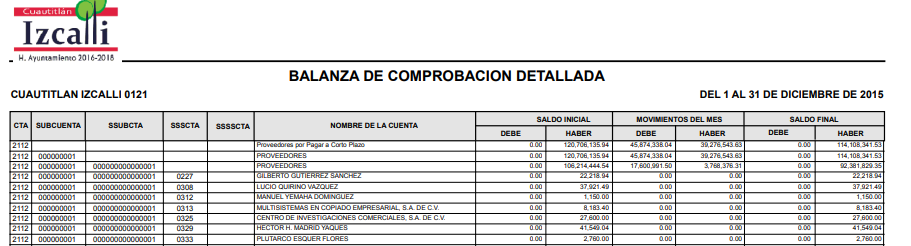 Cuautitlán
Izcalli
H. Ayuntamiento 2016-2018
BALANZA DE COMPROBACION DETALLADA
CUAUTITLAN IZCALLI 0121 DEL 1 AL 31 DE DICIEMBRE DE 2015
CTA SUBCUENTA SSUBCTA SSSCTA SSSSCTA NOMBRE DE LA CUENTA SALDO INICIAL MOVIMIENTOS DEL MES SALDO FINAL
DEBE HABER DEBE HABER DEBE HABER
2112 Proveedores por Pagar a Corto Plazo 0.00 120,706,135.94 45,874,338.04 39,276,543.63 0.00 114,108,341.53
2112 000000001 PROVEEDORES 0.00 120,706,135.94 45,874,338.04 39,276,543.63 0.00 114,108,341.53
2112 000000001 000000000000001 PROVEEDORES 0.00 106,214,444.54 17,600,991.50 3,768,376.31 0.00 92,381,829.35
2112 000000001 000000000000001 0227 GILBERTO GUTIERREZ SANCHEZ 0.00 22,218.94 0.00 0.00 0.00 22,218.94
2112 000000001 000000000000001 0308 LUCIO QUIRINO VAZQUEZ 0.00 37,921.49 0.00 0.00 0.00 37,921.49
2112 000000001 000000000000001 0312 MANUEL YEMAHA DOMINGUEZ 0.00 1,150.00 0.00 0.00 0.00 1,150.00
2112 000000001 000000000000001 0313 MULTISISTEMAS EN COPIADO EMPRESARIAL, S.A. DE C.V. 0.00 8,183.40 0.00 0.00 0.00 8,183.40
2112 000000001 000000000000001 0325 CENTRO DE INVESTIGACIONES COMERCIALES, S.A. DE C.V. 0.00 27,600.00 0.00 0.00 0.00 27,600.00
2112 000000001 000000000000001 0329 HECTOR H. MADRID YAQUES 0.00 41,549.04 0.00 0.00 0.00 41,549.04
2112 000000001 000000000000001 0333 PLUTARCO ESQUER FLORES 0.00 2,760.00 0.00 0.00 0.00 2,760.00